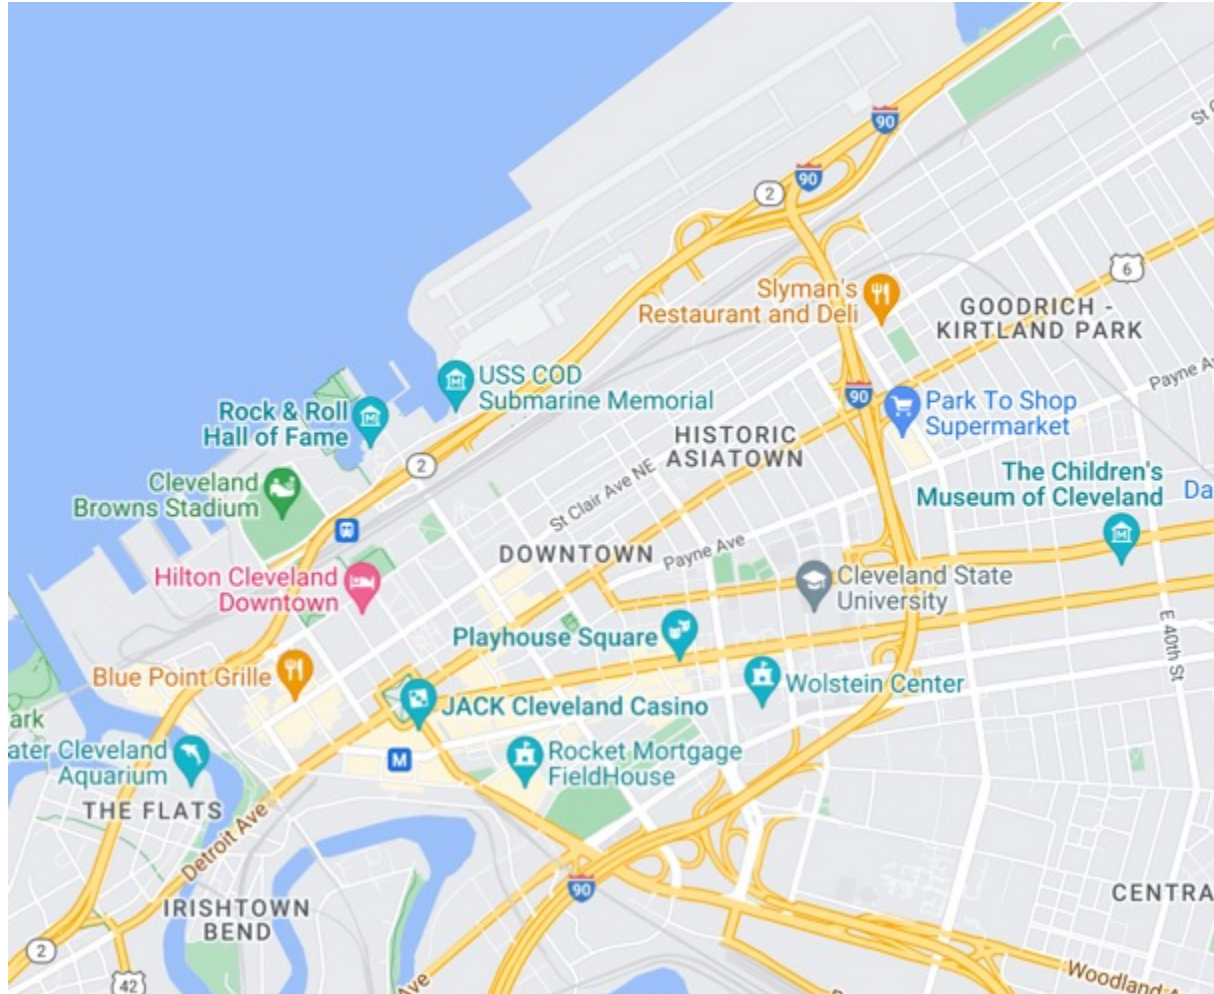 90
St C
90
2
6
Slyman's
Restaurant and Deli
GOODRICH -
KIRTLAND PARK
USS COD
Submarine Memorial
Payne A
90
Park To Shop
Supermarket
Rock & Roll
Hall of Fame
HISTORIC
ASIATOWN
2
The Children's
Museum of Cleveland
Da
Cleveland
Browns Stadium
St Clair Ave NE
DOWNTOWN
Payne Ave
Hilton Cleveland
Downtown
Cleveland State
University
Playhouse Square
E 40th St
Blue Point Grille
Wolstein Center
JACK Cleveland Casino
ark
ater Cleveland
Aquarium
M
Rocket Mortgage
FieldHouse
THE FLATS
Detroit Ave
90
CENTRA
IRISHTOWN
BEND
2
42
Ave
Woodland